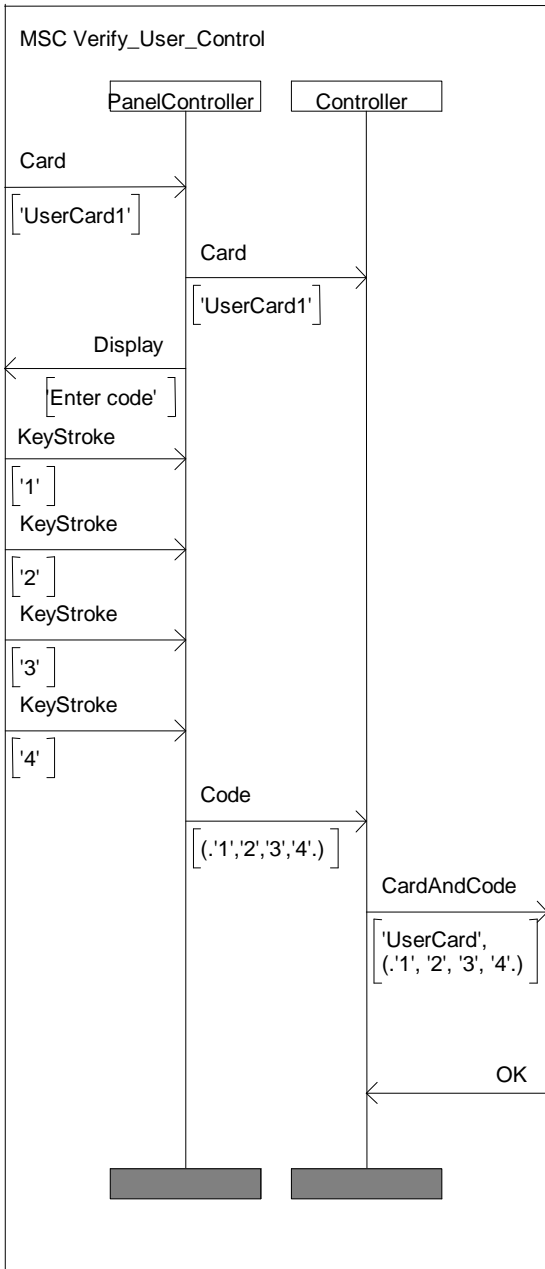 MSC Verify_User_Control
PanelController
Controller
Card
'UserCard1'
Card
'UserCard1'
Display
'Enter code'
KeyStroke
'1'
KeyStroke
'2'
KeyStroke
'3'
KeyStroke
'4'
Code
(.'1','2','3','4'.)
CardAndCode
'UserCard',
(.'1', '2', '3', '4'.)
OK